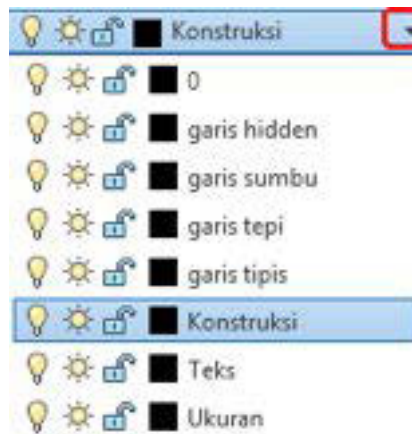 Konstruksi
0
garis hidden
garis sumbu
garis tepi
garis tipis
Konstruksi
Teks
Ukuran